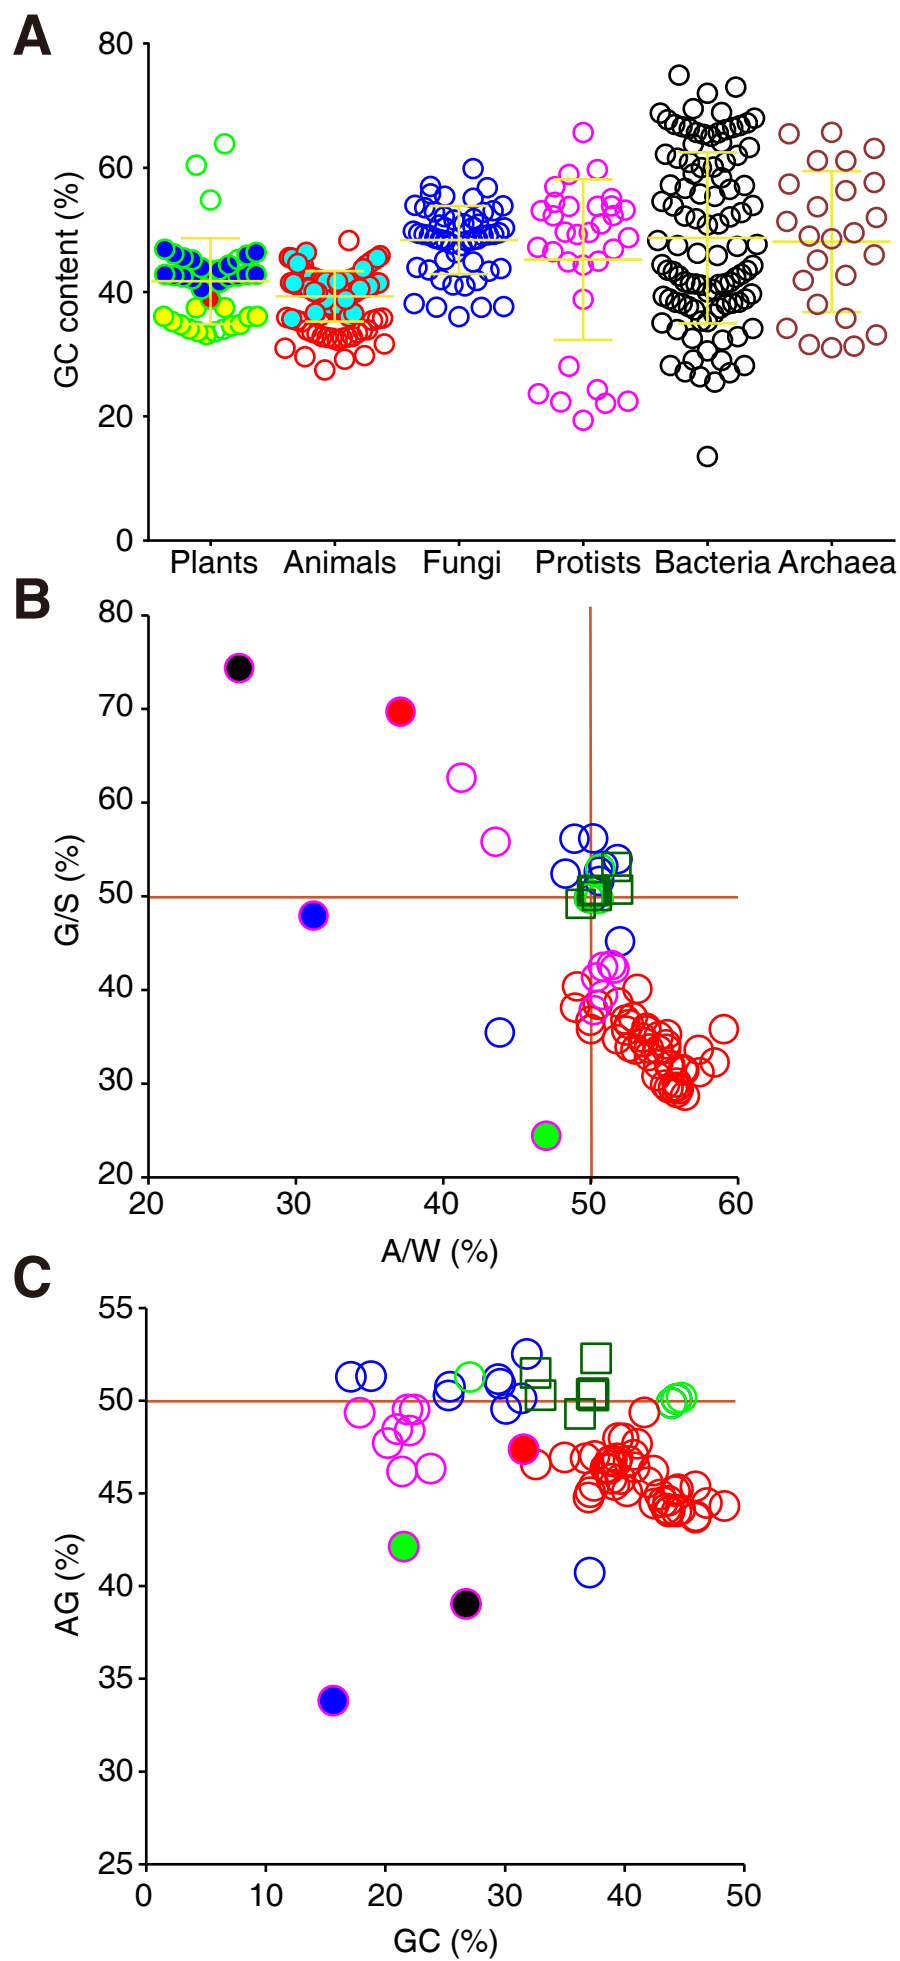 A
80
60
40
20
0
GC content (%)
Plants Animals Fungi Protists Bacteria Archaea
B
80
70
60
50
40
30
20
G/S (%)
20 30 40 50 60
A/W (%)
C
55
50
45
40
35
30
25
AG (%)
0 10 20 30 40 50
GC (%)